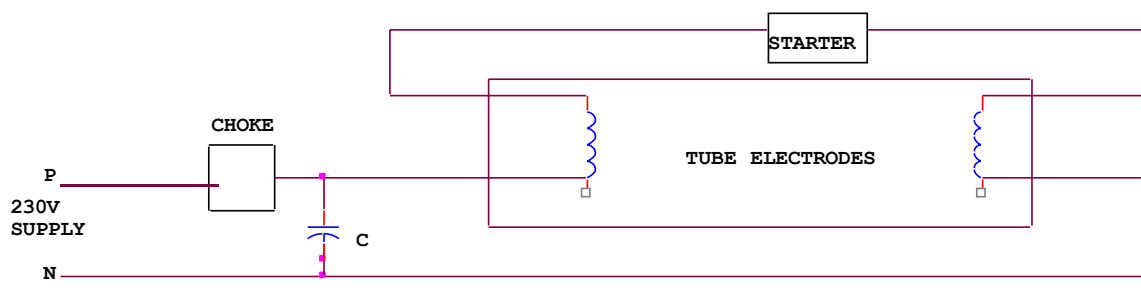 STARTER
CHOKE
TUBE ELECTRODES
P
230V
SUPPLY
C
N